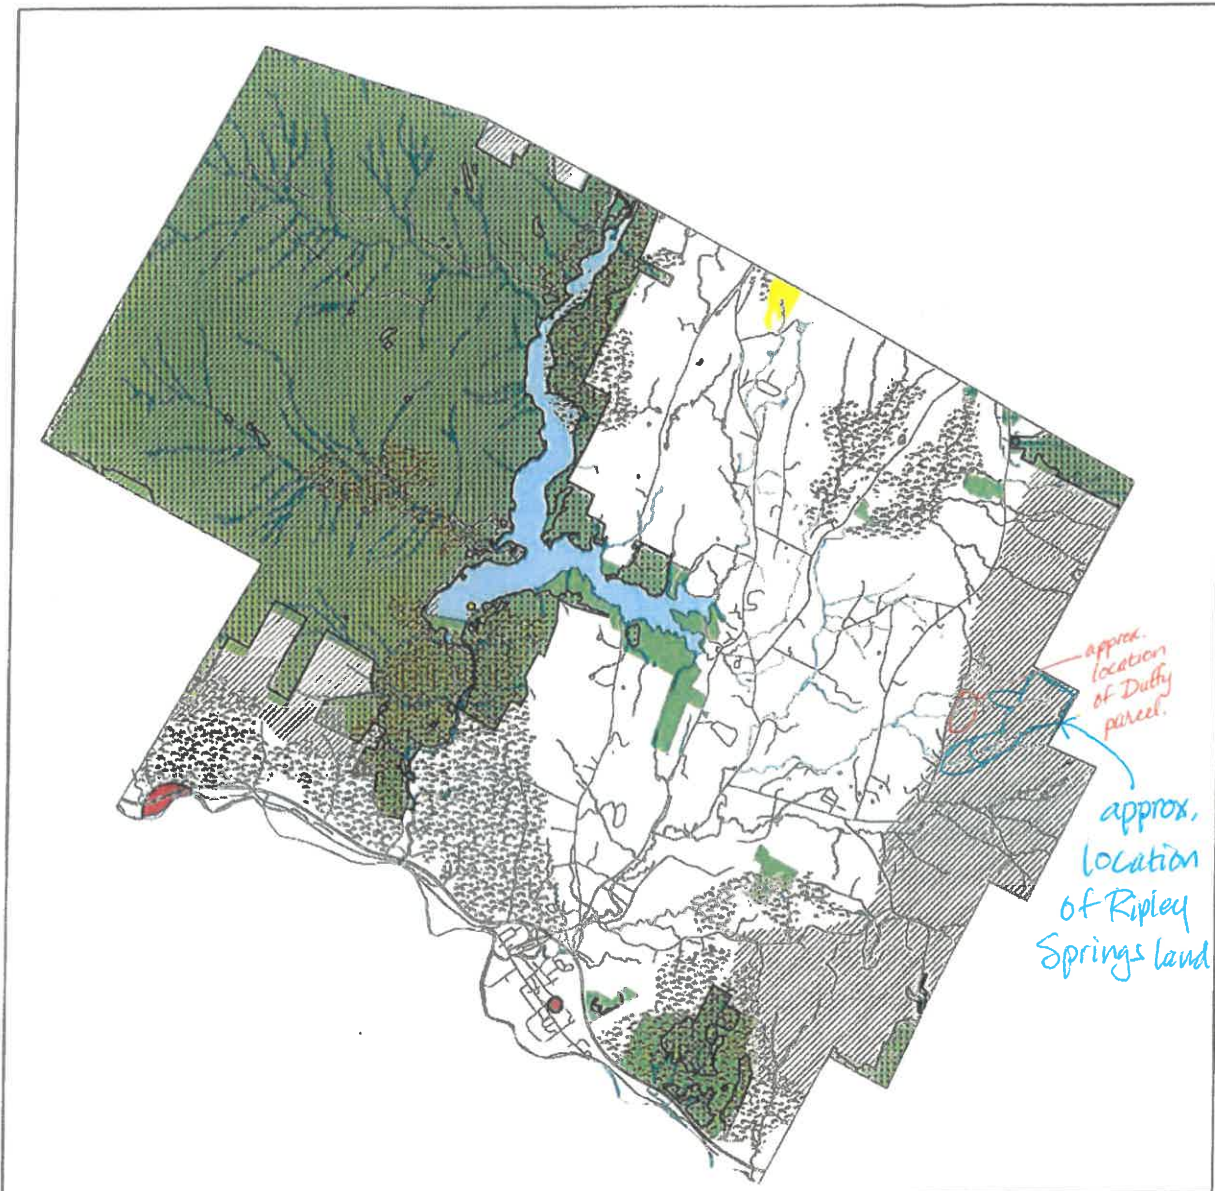 approx.
location
of Duffy
parcel.
approx.
location
of Ripley
Springs land